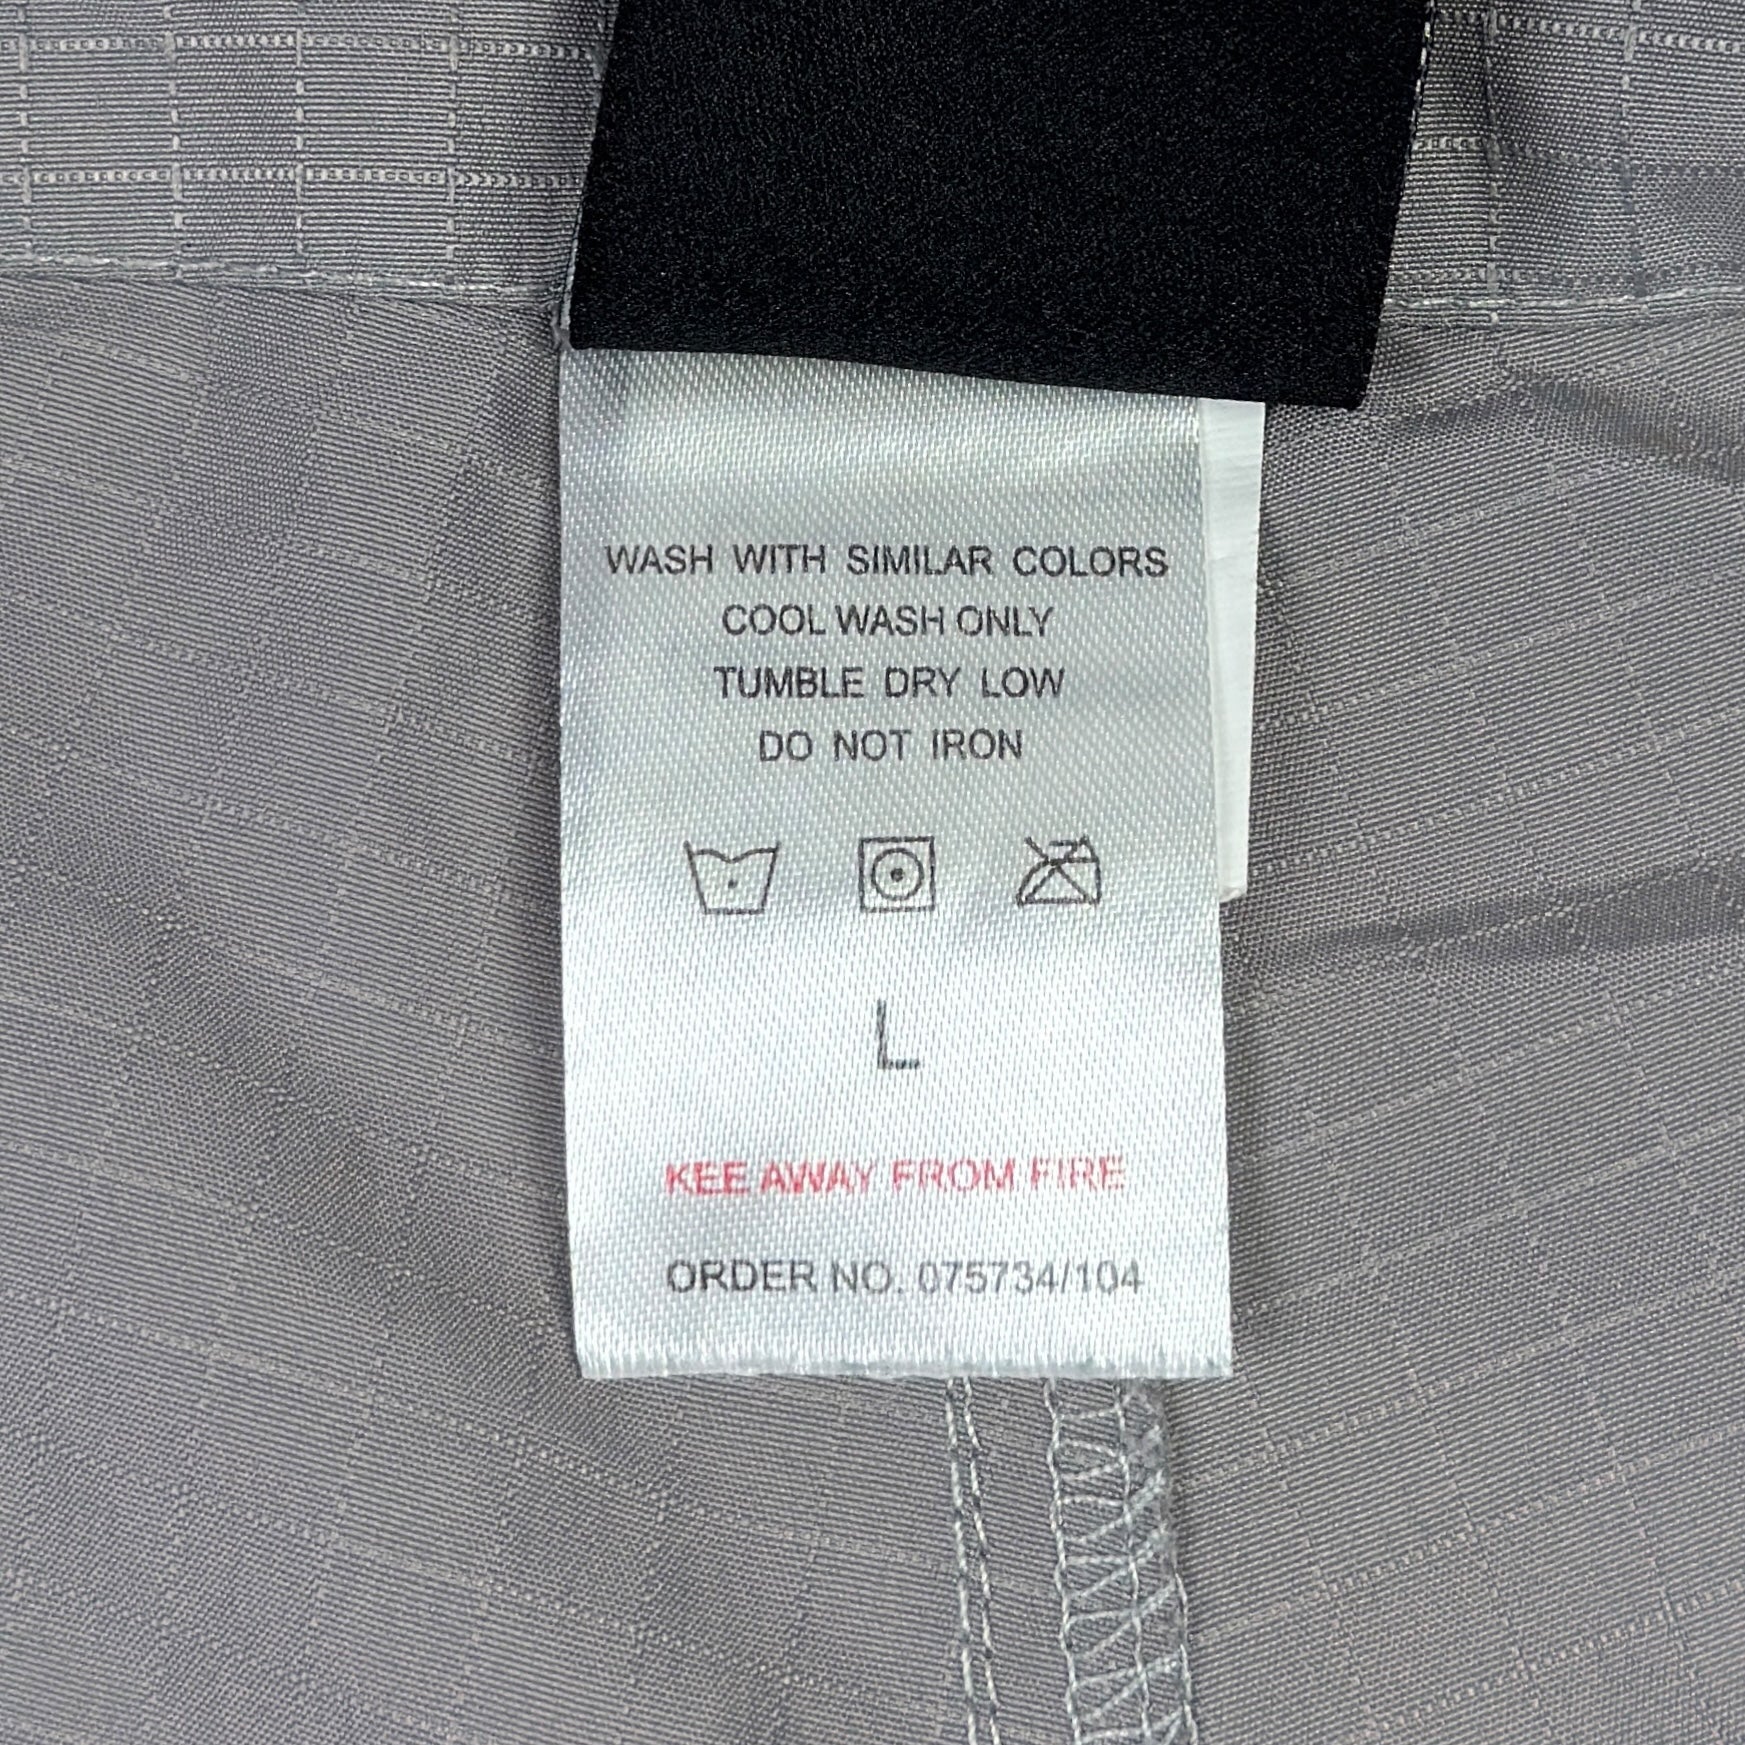 WASH WITH SIMILAR COLORS
COOL WASH ONLY
TUMBLE DRY LOW
DO NOT IRON
L
KEE AWAY FROM FIRE
ORDER NO. 075734/104